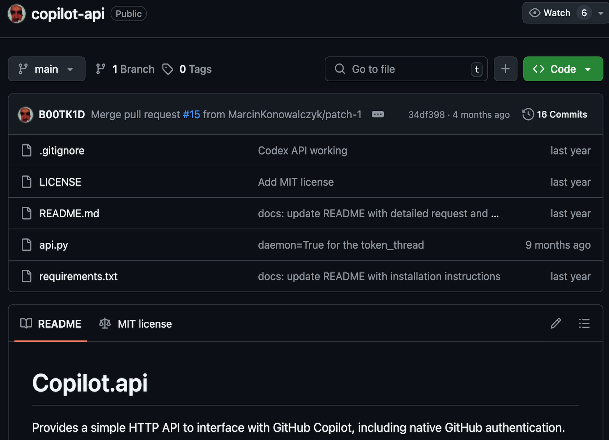 copilot-api Public Watch 6
main 1 Branch 0 Tags Go to file t + <> Code
B00TK1D Merge pull request #15 from MarcinKonowalczyk/patch-1 ... 34df398 · 4 months ago 16 Commits
.gitignore Codex API working last year
LICENSE Add MIT license last year
README.md docs: update README with detailed request and ... last year
api.py daemon=True for the token_thread 9 months ago
requirements.txt docs: update README with installation instructions last year
README MIT license
Copilot.api
Provides a simple HTTP API to interface with GitHub Copilot, including native GitHub authentication.